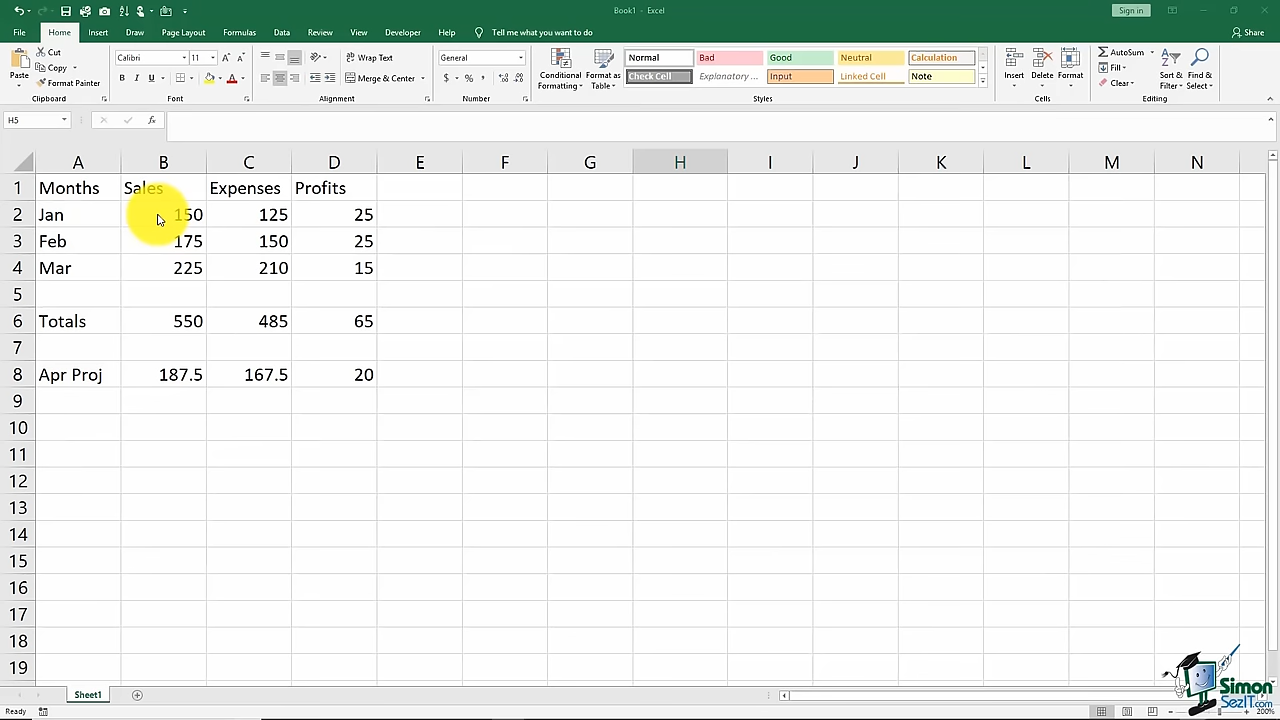 Book1 - Excel
Sign in
File Home Insert Draw Page Layout Formulas Data Review View Developer Help Tell me what you want to do Share
Paste Cut Copy Format Painter Clipboard
Calibri 11 B I U A Font
Wrap Text Merge & Center Alignment
General $ % , Number
Conditional Formatting Format as Table
Normal Bad Good Neutral Calculation
Check Cell Explanatory ... Input Linked Cell Note
Styles
Insert Delete Format Cells
AutoSum Fill Clear Sort & Filter Find & Select Editing
H5 fx
A B C D E F G H I J K L M N
1 Months Sales Expenses Profits
2 Jan 150 125 25
3 Feb 175 150 25
4 Mar 225 210 15
5
6 Totals 550 485 65
7
8 Apr Proj 187.5 167.5 20
9
10
11
12
13
14
15
16
17
18
19
Sheet1
Simon
SezIT.com
Ready 200%